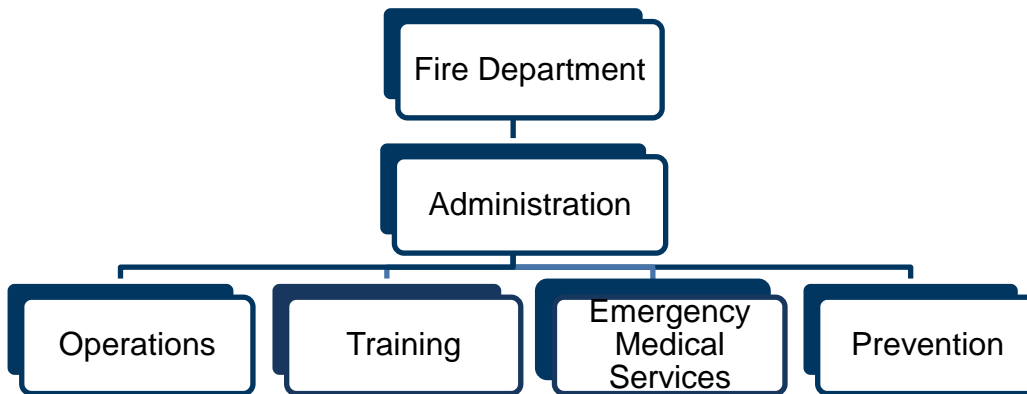 Fire Department
Administration
Operations
Training
Emergency
Medical
Services
Prevention